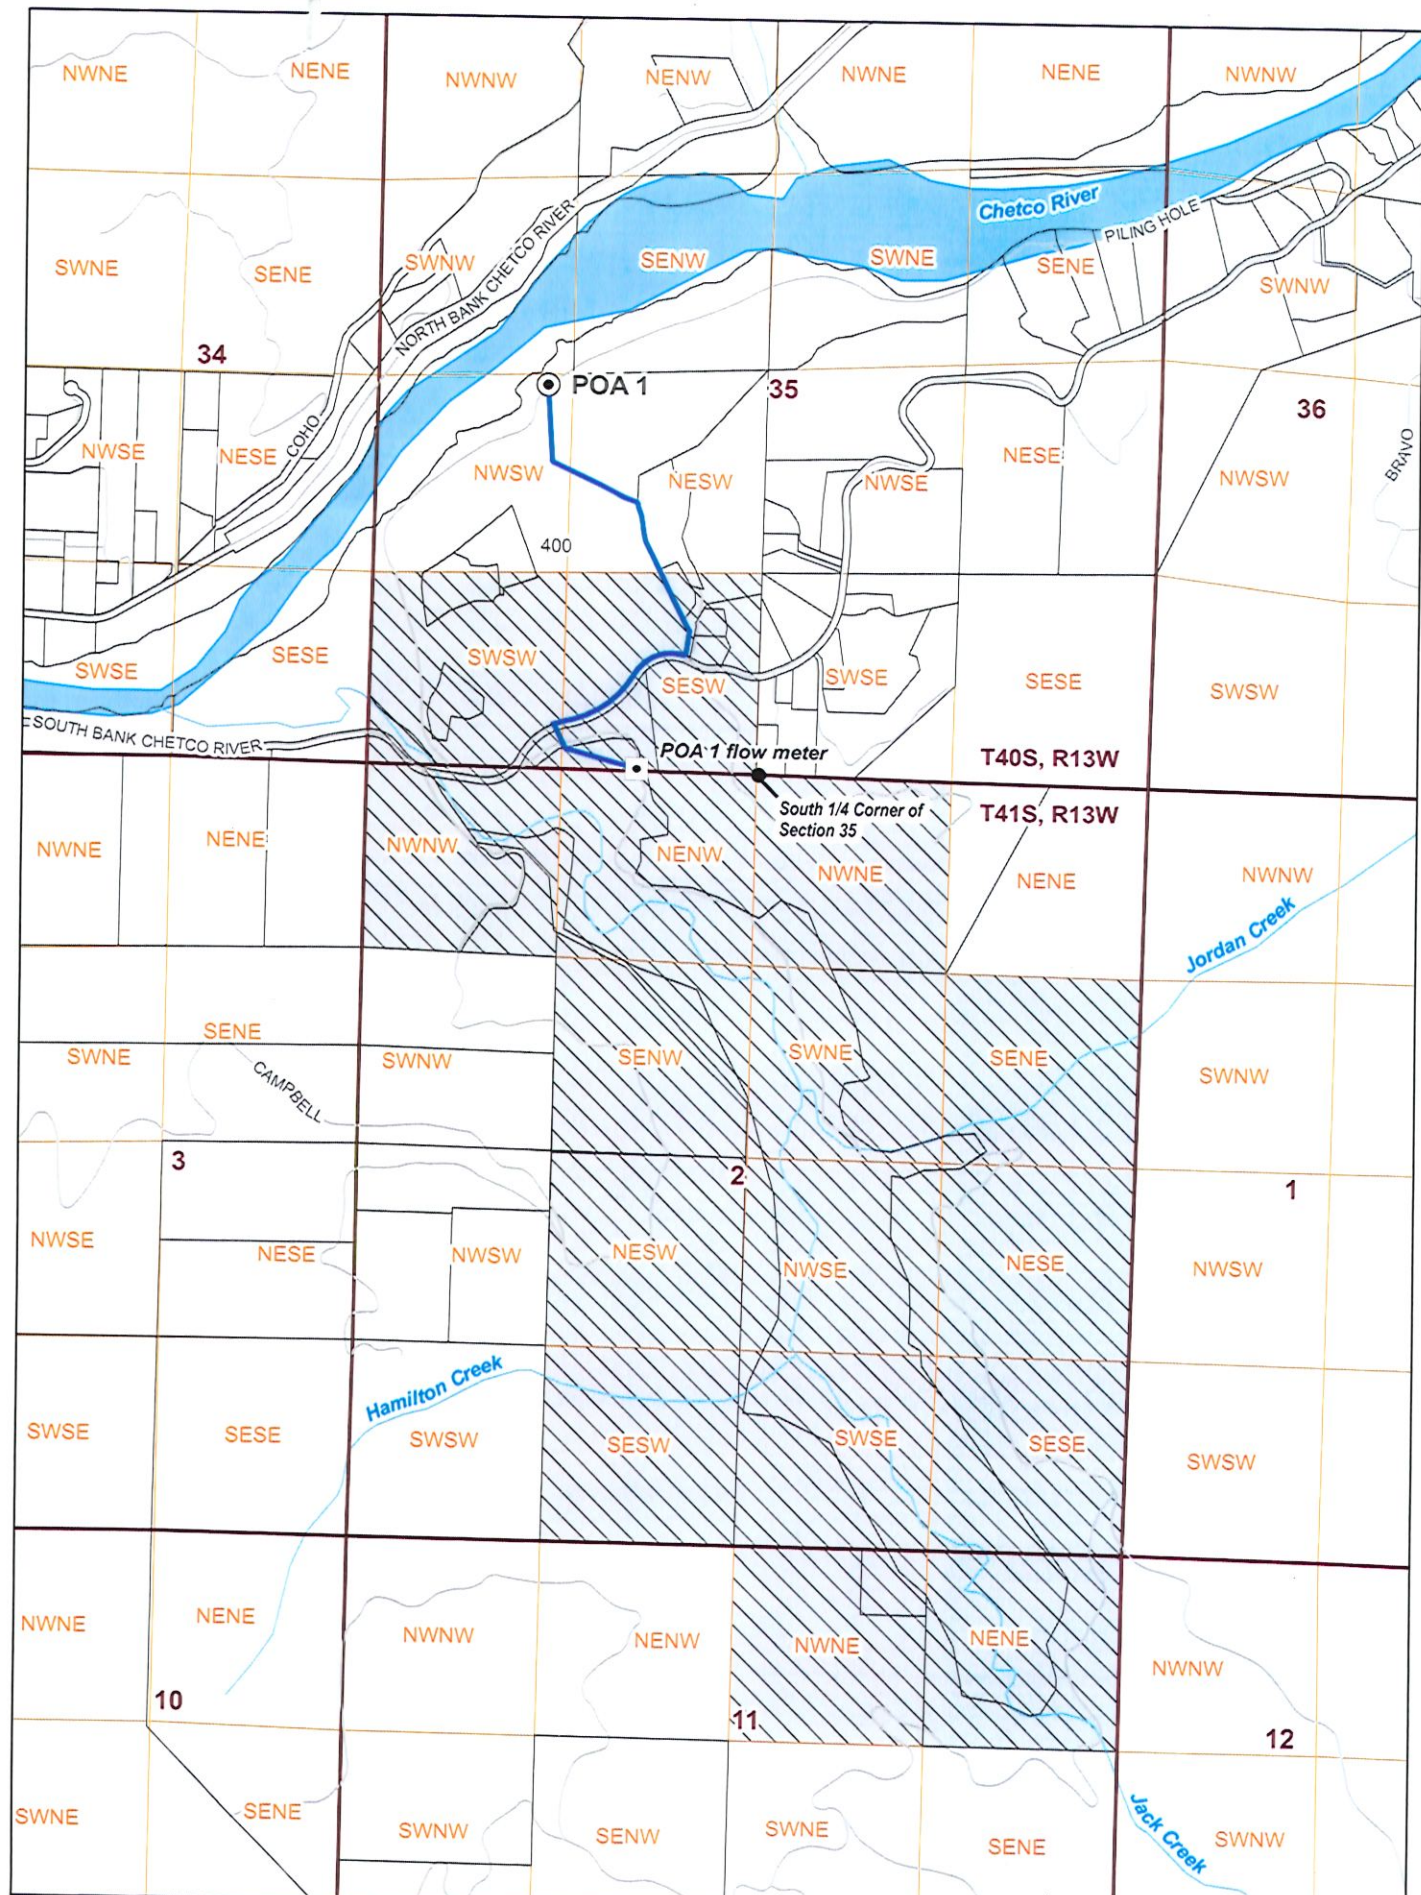 NWNE
NENE
NWNW
NENW
NWNE
NENE
NWNW
Chetco River
PILING HOLE
NORTH BANK CHETCO RIVER
SWNE
SENE
SWNW
SENW
SWNE
SENE
SWNW
34
POA 1
35
36
COHO
BRAVO
NWSE
NESE
NWSW
NESW
NWSE
NESE
NWSW
400
SWSE
SESE
SWSW
SESW
SWSE
SESE
SWSW
SOUTH BANK CHETCO RIVER
POA 1 flow meter
T40S, R13W
South 1/4 Corner of
Section 35
T41S, R13W
NWNE
NENE
NWNW
NENW
NWNE
NENE
NWNW
Jordan Creek
SWNE
SENE
SWNW
SENW
SWNE
SENE
SWNW
CAMPBELL
3
2
1
NWSE
NESE
NWSW
NESW
NWSE
NESE
NWSW
Hamilton Creek
SWSE
SESE
SWSW
SESW
SWSE
SESE
SWSW
NWNE
NENE
NWNW
NENW
NWNE
NENE
NWNW
10
11
12
SWNE
SENE
SWNW
SENW
SWNE
SENE
Jack Creek
SWNW